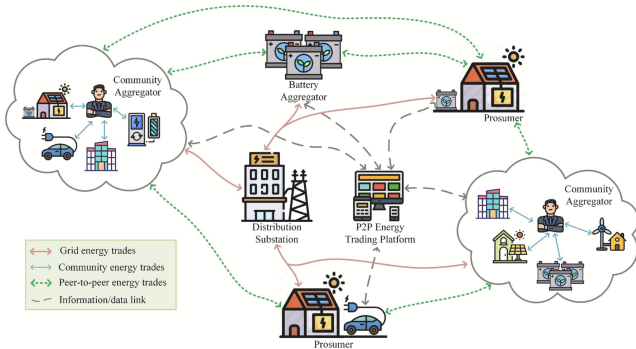 Community
Aggregator
Battery
Aggregator
Prosumer
Community
Aggregator
Distribution
Substation
P2P Energy
Trading Platform
Grid energy trades
Community energy trades
Peer-to-peer energy trades
Information/data link
Prosumer